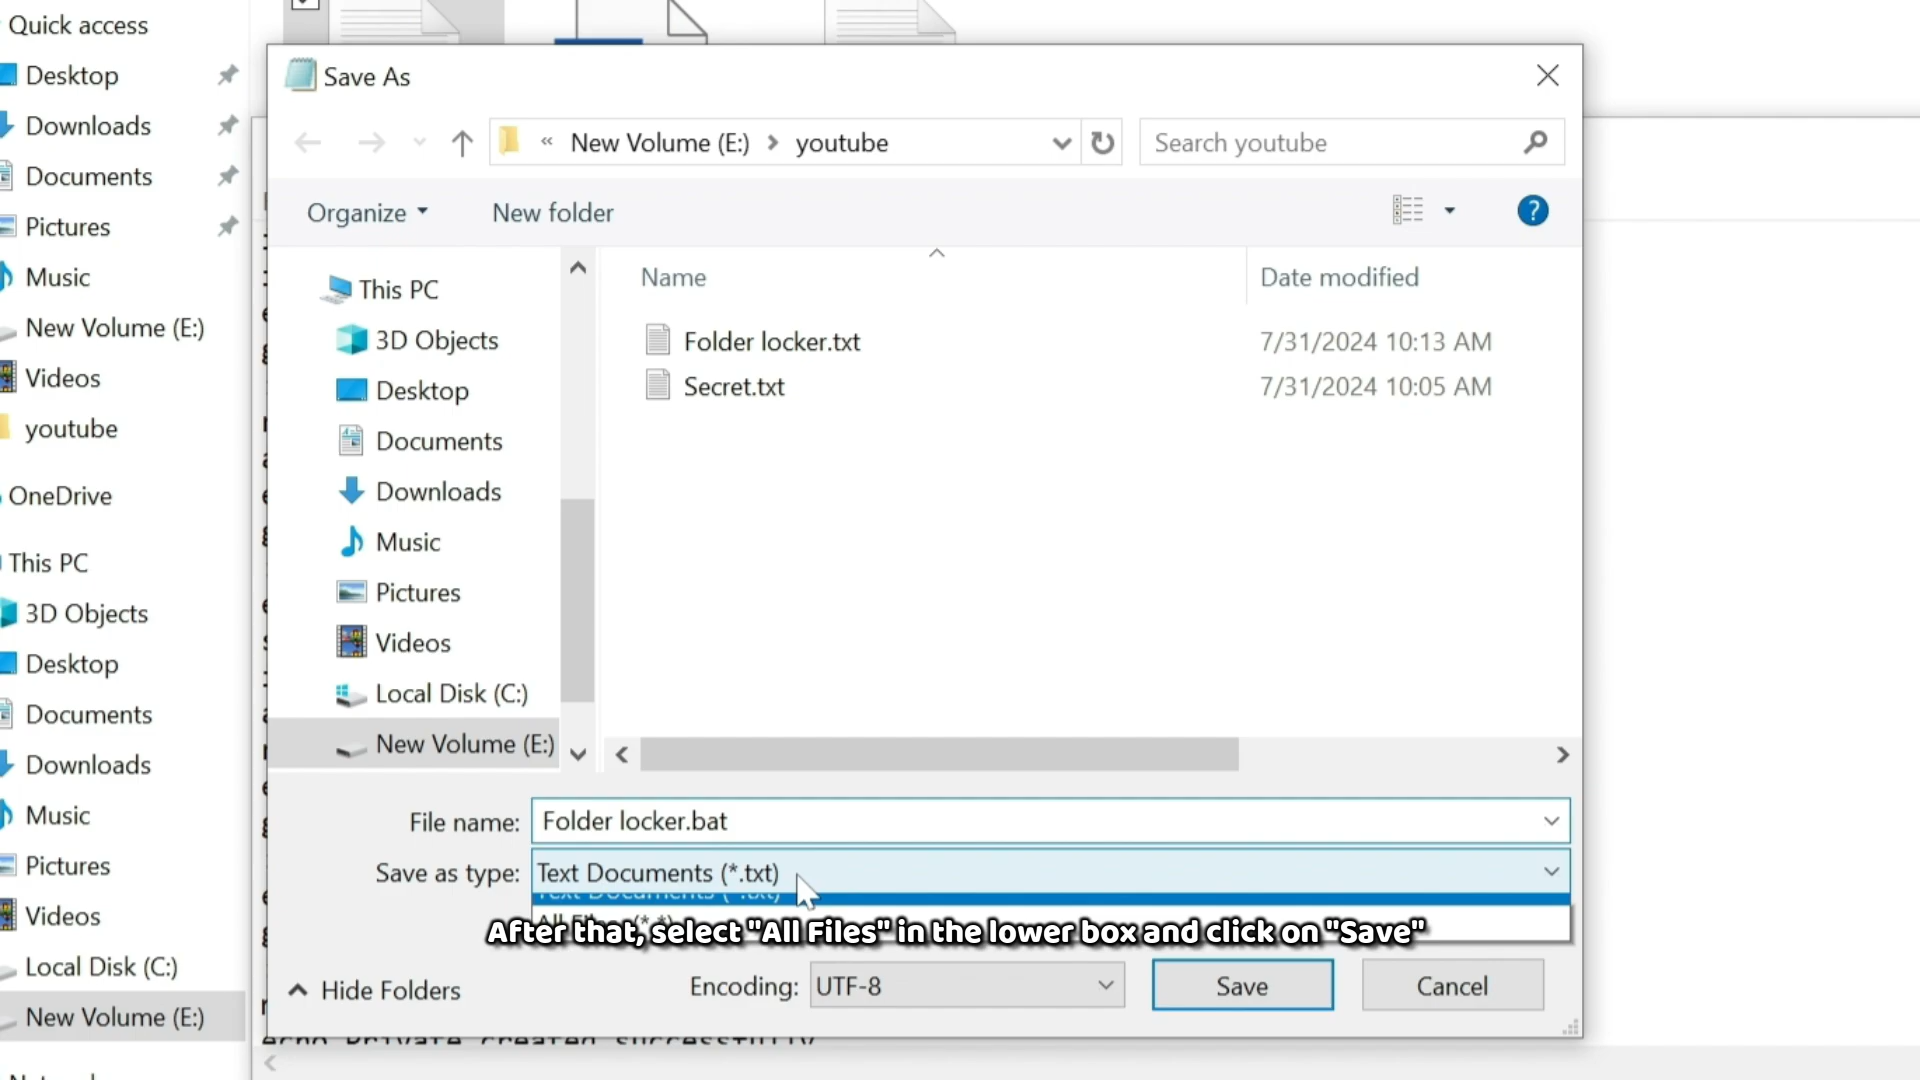 Quick access
Desktop
Downloads
Documents
Pictures
Music
New Volume (E:)
Videos
youtube
OneDrive
This PC
3D Objects
Desktop
Documents
Downloads
Music
Pictures
Videos
Local Disk (C:)
New Volume (E:)
Save As
« New Volume (E:) > youtube
Search youtube
Organize
New folder
?
This PC
3D Objects
Desktop
Documents
Downloads
Music
Pictures
Videos
Local Disk (C:)
New Volume (E:)
Name Date modified
Folder locker.txt 7/31/2024 10:13 AM
Secret.txt 7/31/2024 10:05 AM
File name: Folder locker.bat
Save as type: Text Documents (*.txt)
Text Documents (*.txt)
All Files (*.*)
After that, select "All Files" in the lower box and click on "Save"
Hide Folders
Encoding: UTF-8
Save
Cancel
echo Private created successfully